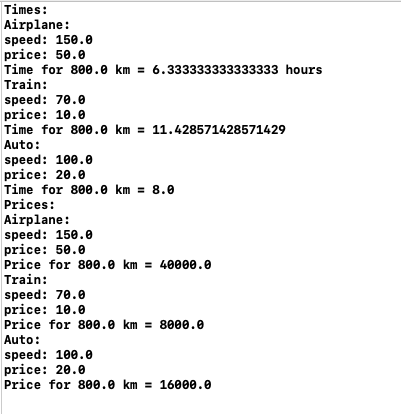 Times:
Airplane:
speed: 150.0
price: 50.0
Time for 800.0 km = 6.333333333333333 hours
Train:
speed: 70.0
price: 10.0
Time for 800.0 km = 11.428571428571429
Auto:
speed: 100.0
price: 20.0
Time for 800.0 km = 8.0
Prices:
Airplane:
speed: 150.0
price: 50.0
Price for 800.0 km = 40000.0
Train:
speed: 70.0
price: 10.0
Price for 800.0 km = 8000.0
Auto:
speed: 100.0
price: 20.0
Price for 800.0 km = 16000.0